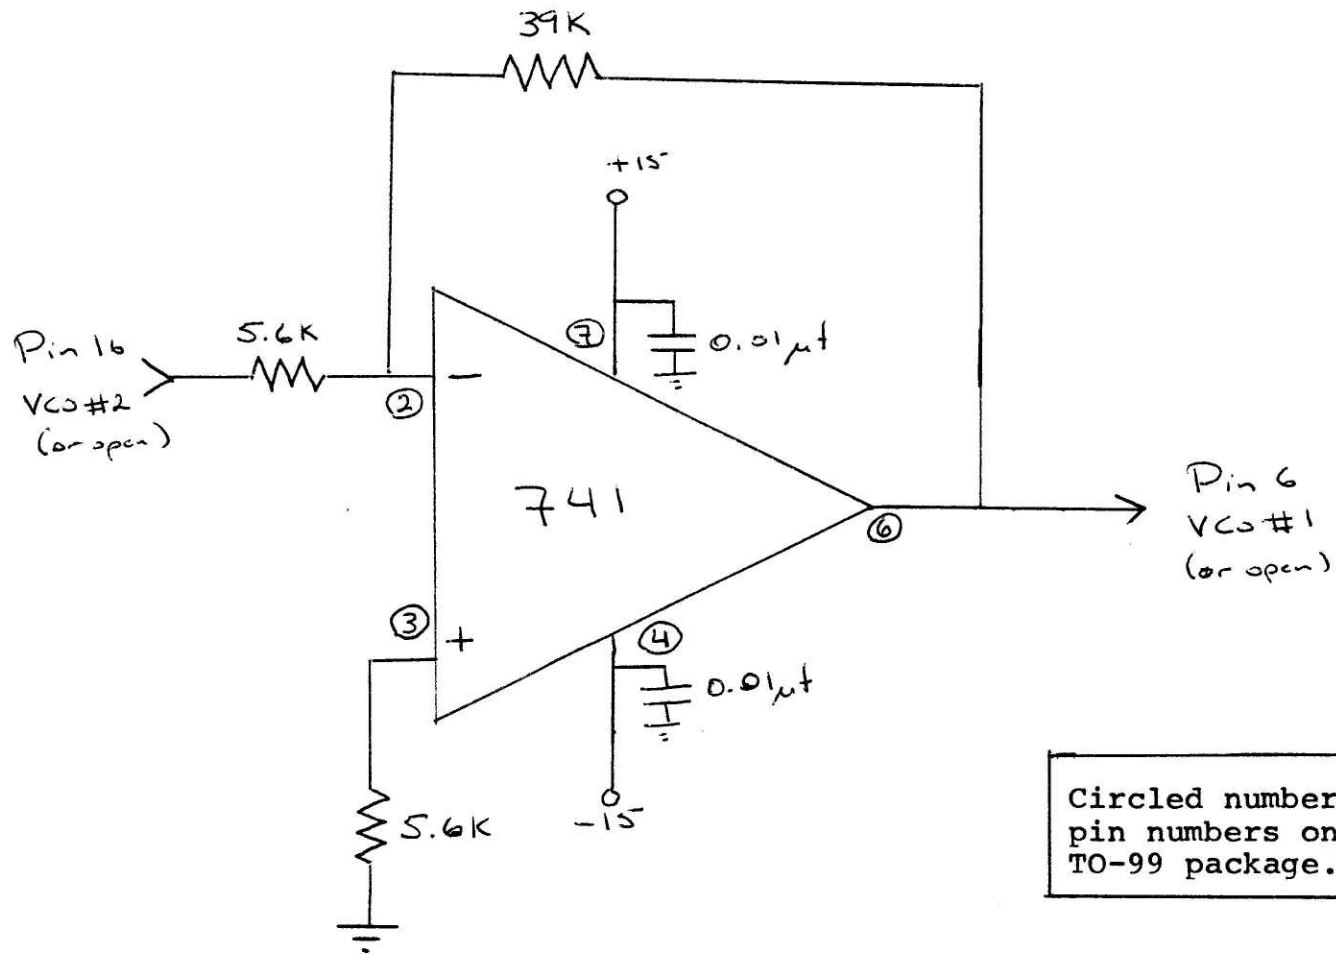 39K
+15
⑦
0.01μf
5.6K
Pin 16
VCO#2
(or open)
②
−
741
⑥
Pin 6
VCO#1
(or open)
③
+
④
0.01μf
-15
5.6K
Circled number
pin numbers on
TO-99 package.